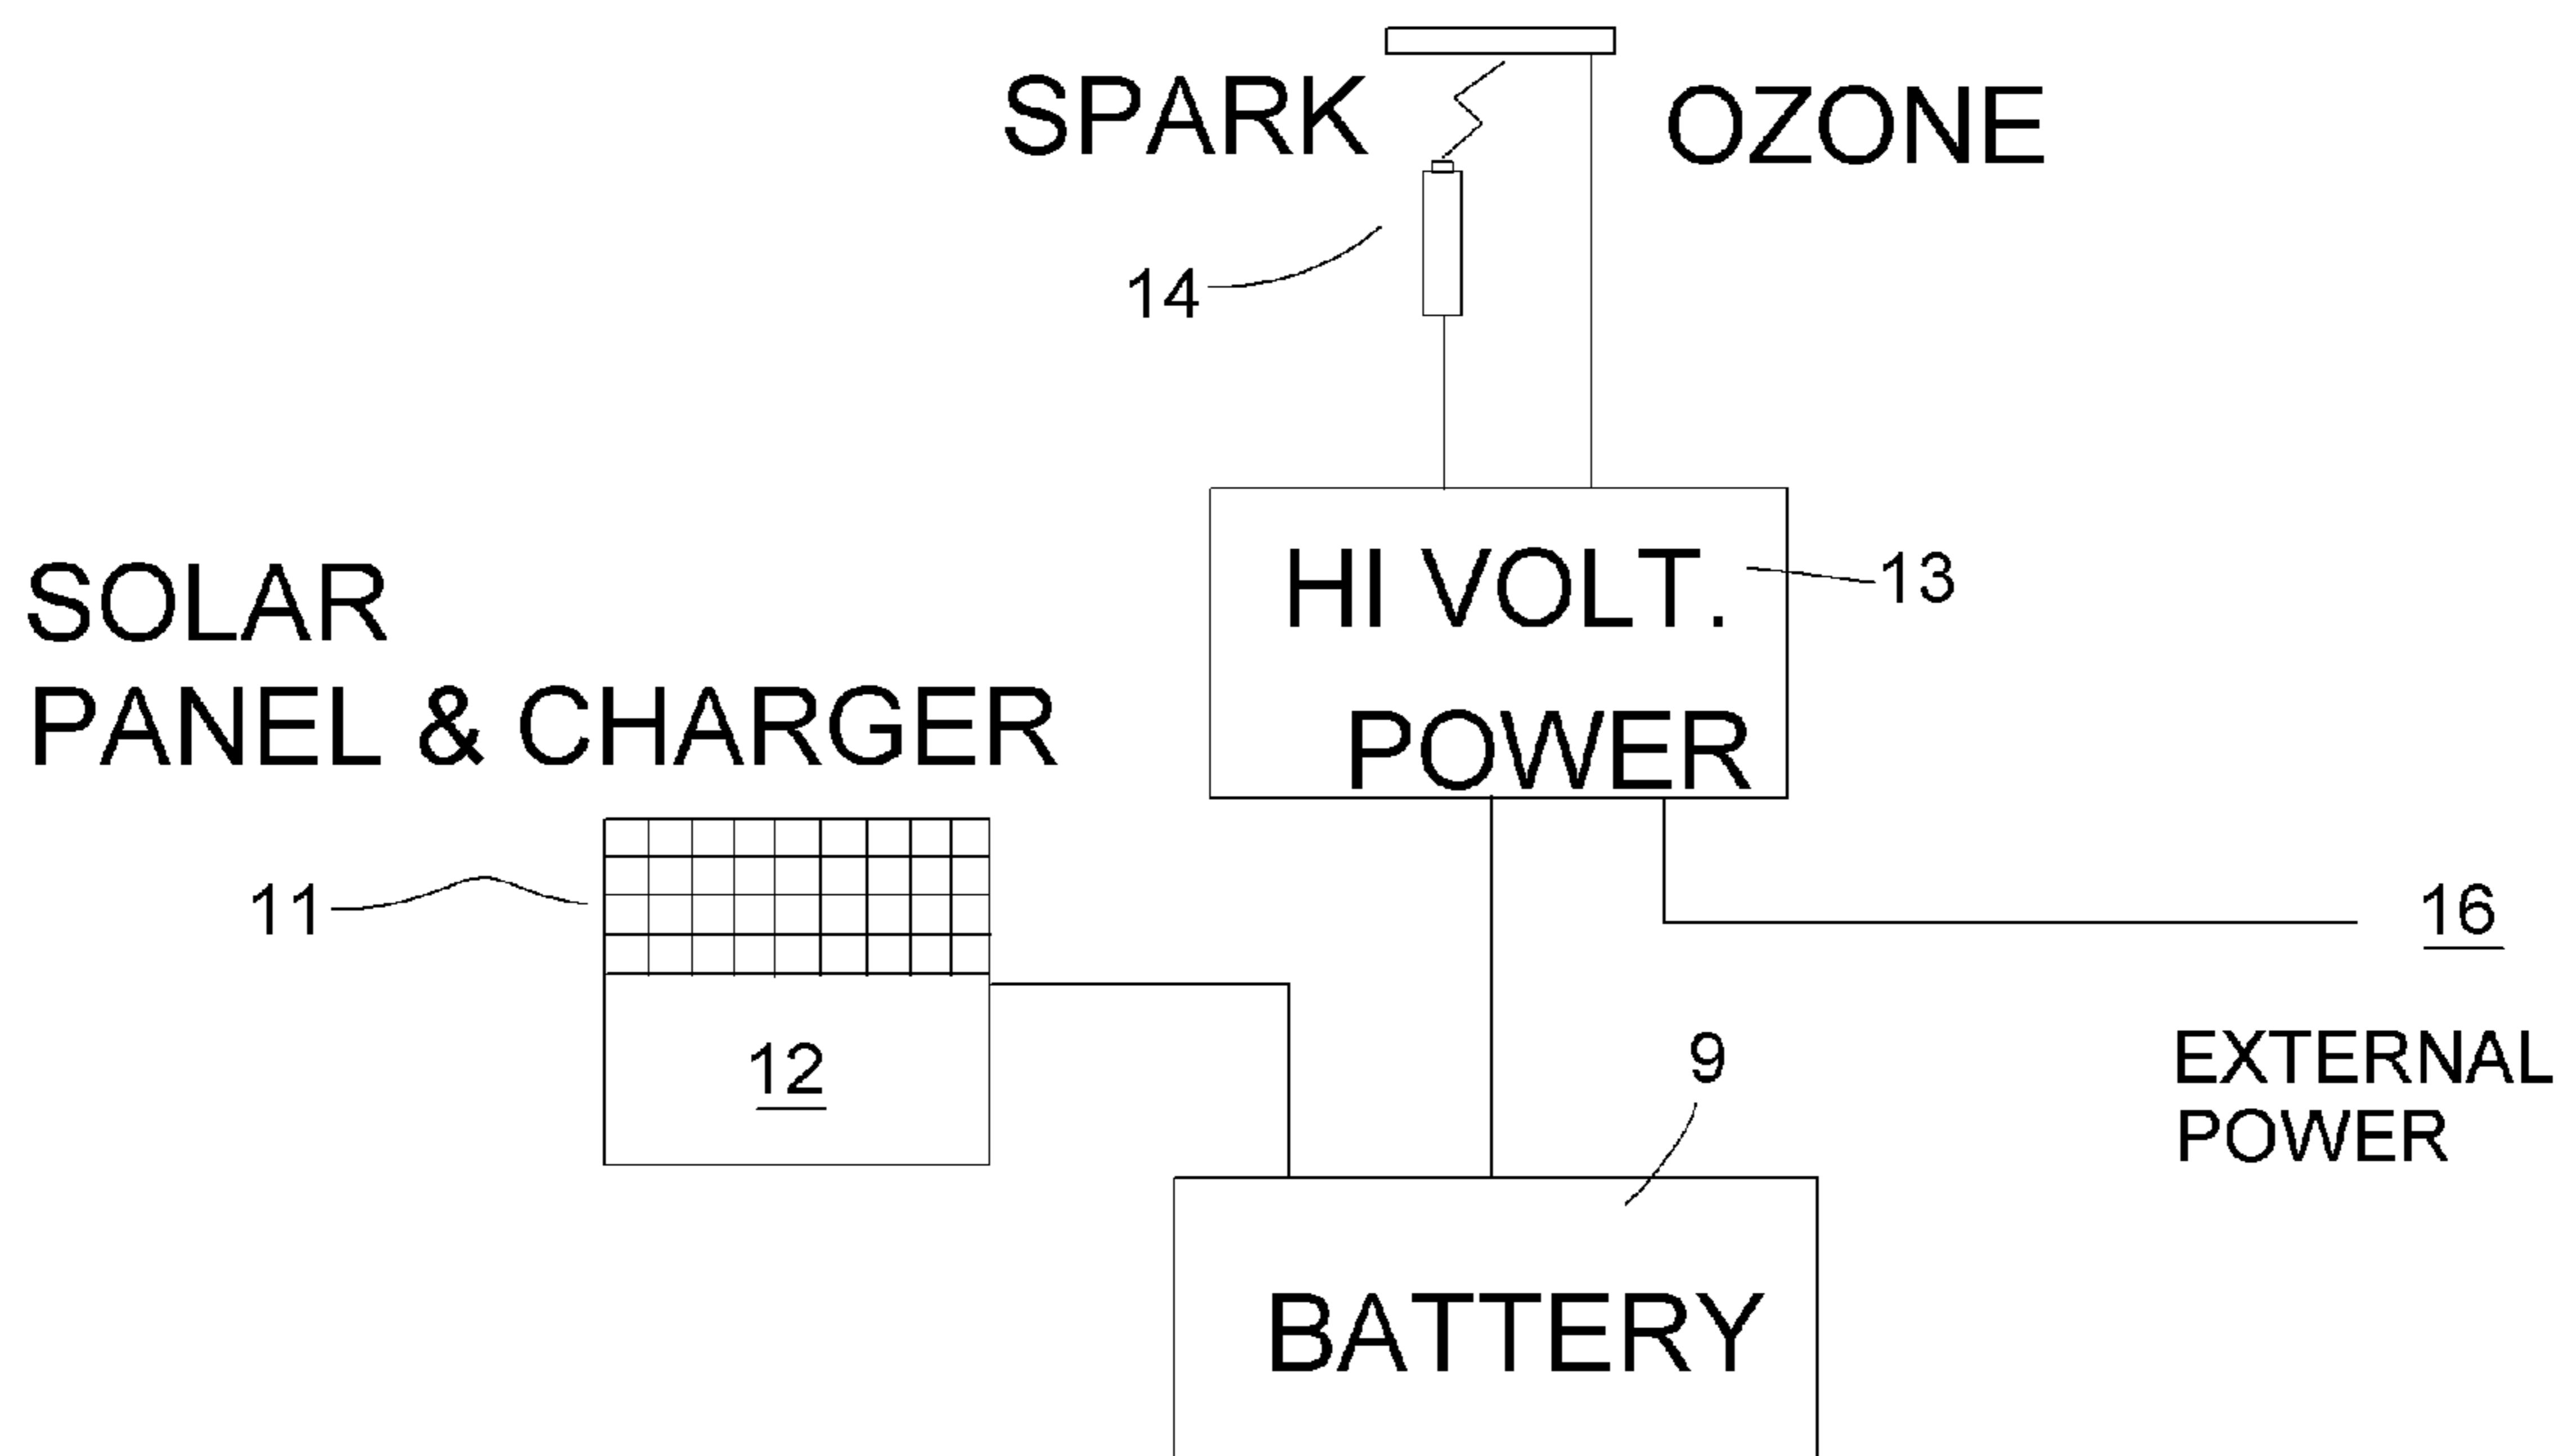 SPARK
OZONE
14
HI VOLT.
POWER
13
SOLAR
PANEL & CHARGER
11
12
16
EXTERNAL
POWER
9
BATTERY